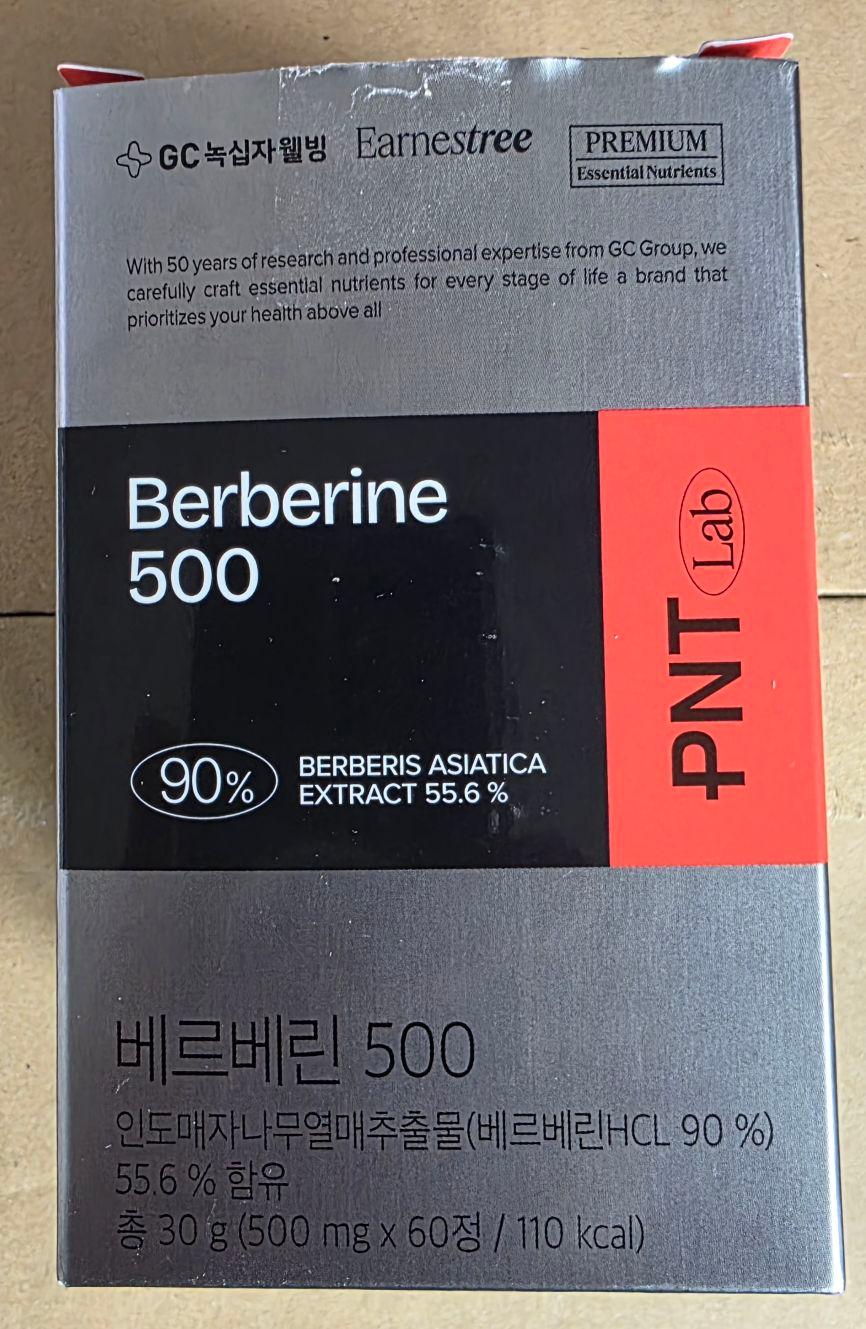 GC녹십자웰빙
Earnestree
PREMIUM
Essential Nutrients
With 50 years of research and professional expertise from GC Group, we
carefully craft essential nutrients for every stage of life a brand that
prioritizes your health above all
Berberine
500
PNT Lab
90%
BERBERIS ASIATICA
EXTRACT 55.6 %
베르베린 500
인도매자나무열매추출물(베르베린HCL 90 %)
55.6 % 함유
총 30 g (500 mg x 60정 / 110 kcal)